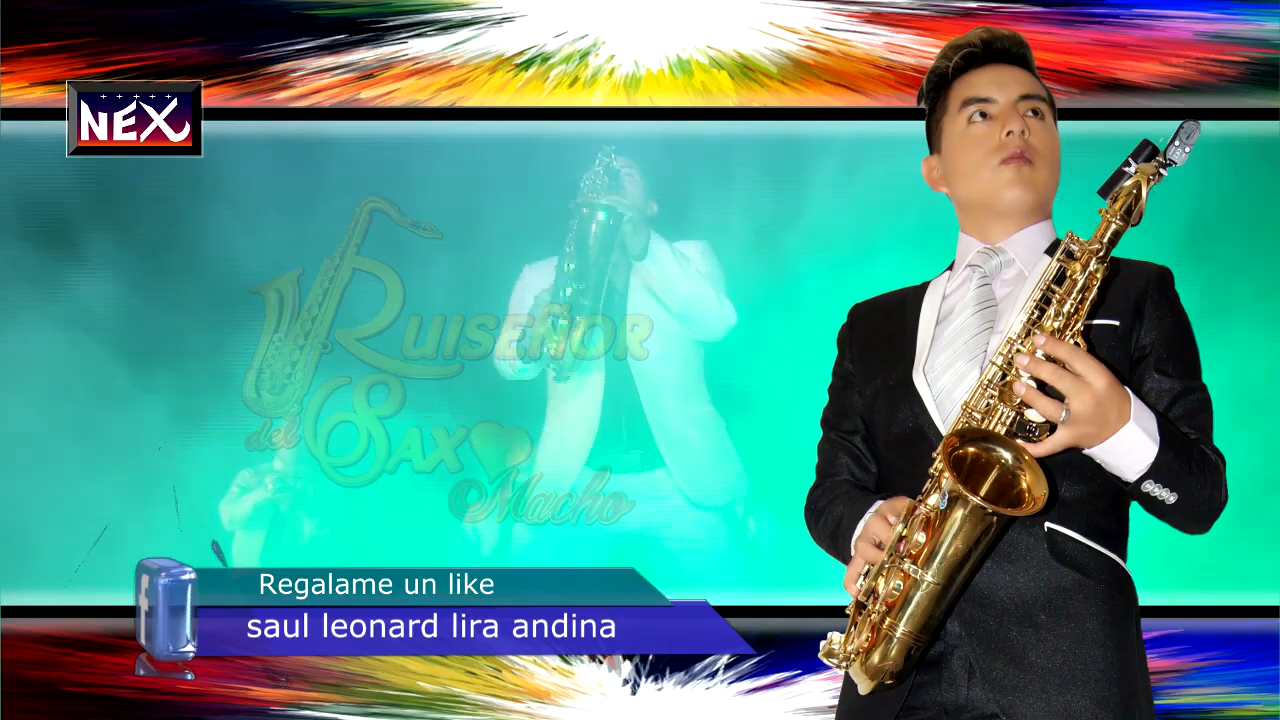 NEX
Ruiseñor
del Sax
Macho
f
Regalame un like
saul leonard lira andina